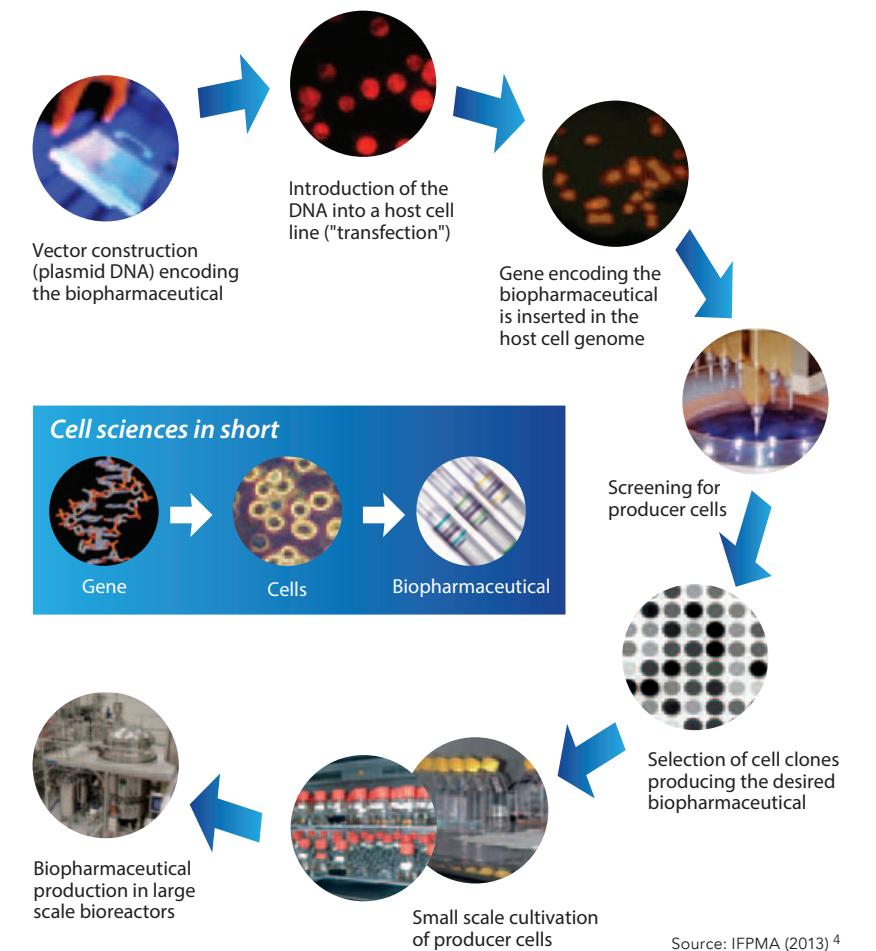 Vector construction
(plasmid DNA) encoding
the biopharmaceutical
Introduction of the
DNA into a host cell
line ("transfection")
Gene encoding the
biopharmaceutical
is inserted in the
host cell genome
Screening for
producer cells
Cell sciences in short
Gene
Cells
Biopharmaceutical
Selection of cell clones
producing the desired
biopharmaceutical
Small scale cultivation
of producer cells
Biopharmaceutical
production in large
scale bioreactors
Source: IFPMA (2013) 4